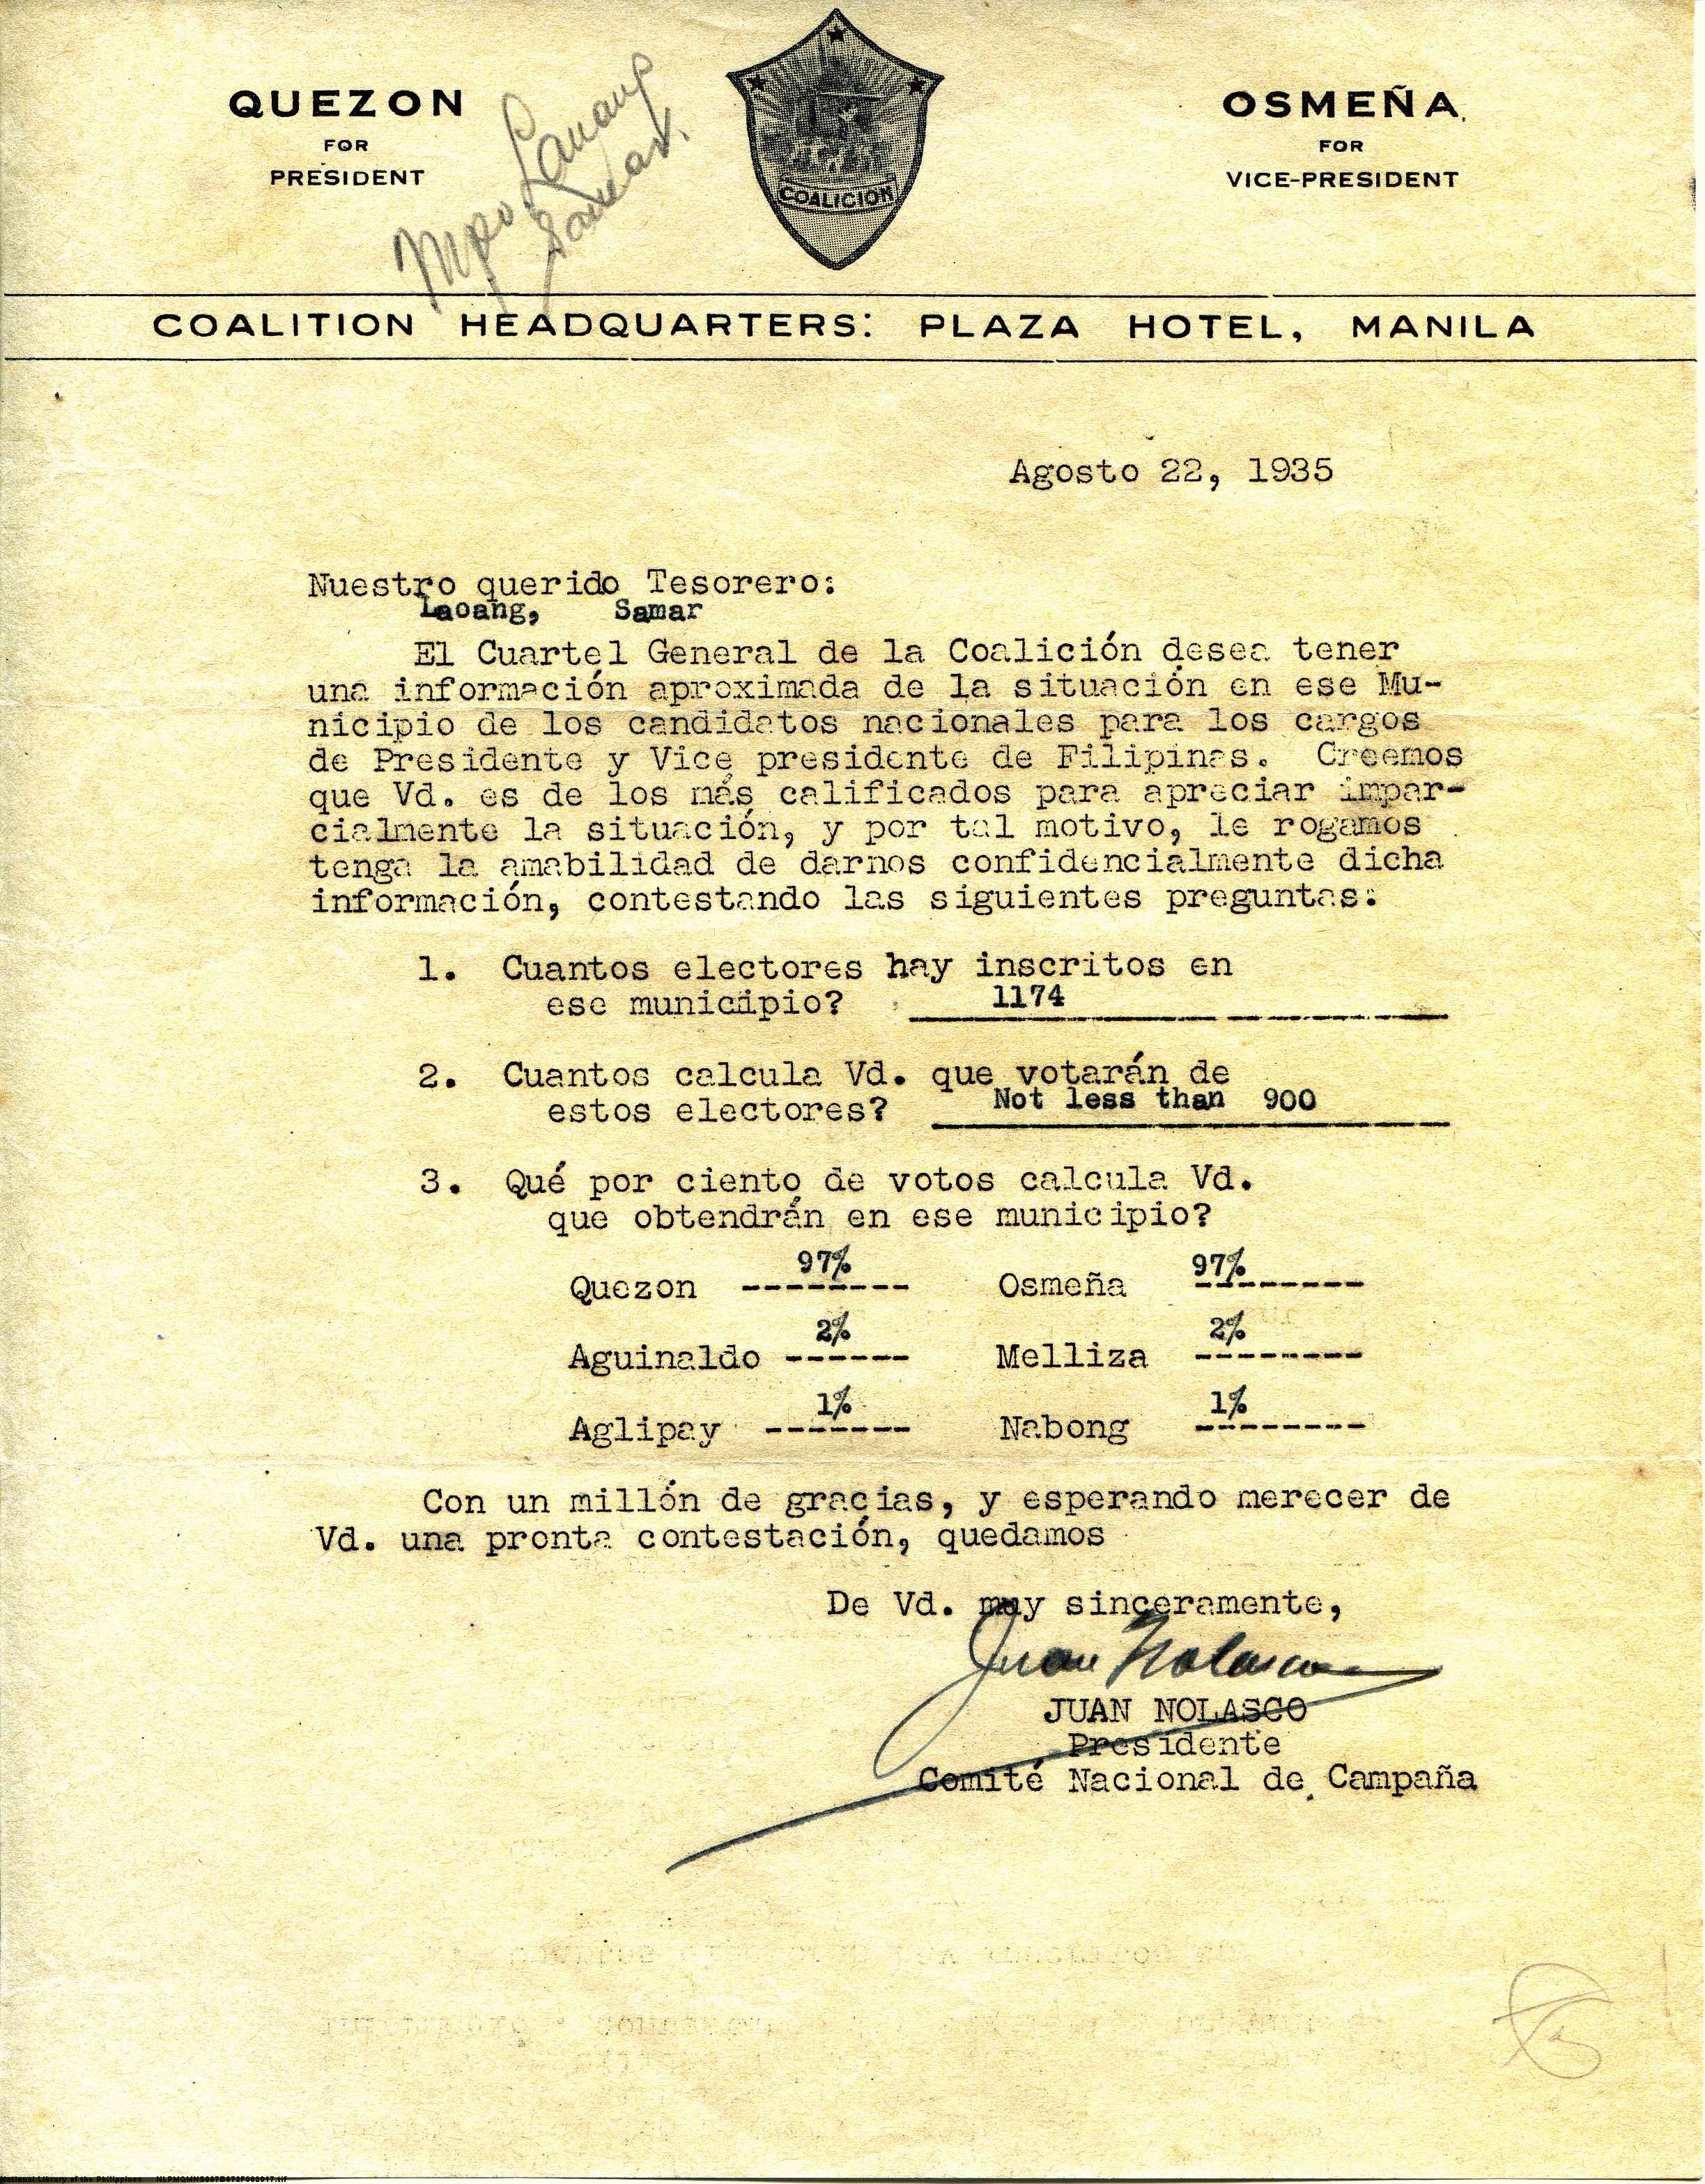 QUEZON
FOR
PRESIDENT
Mpo. Lauang
Samar.
COALICION
OSMEÑA.
FOR
VICE-PRESIDENT
COALITION HEADQUARTERS: PLAZA HOTEL, MANILA
Agosto 22, 1935
Nuestro querido Tesorero:
Laoang, Samar
El Cuartel General de la Coalición desea tener
una información aproximada de la situación en ese Mu-
nicipio de los candidatos nacionales para los cargos
de Presidente y Vice presidente de Filipinas. Creemos
que Vd. es de los más calificados para apreciar impar-
cialmente la situación, y por tal motivo, le rogamos
tenga la amabilidad de darnos confidencialmente dicha
información, contestando las siguientes preguntas:
1. Cuantos electores hay inscritos en
ese municipio? 1174
2. Cuantos calcula Vd. que votarán de
estos electores? Not less than 900
3. Qué por ciento de votos calcula Vd.
que obtendrán en ese municipio?
Quezon 97% Osmeña 97%
Aguinaldo 2% Melliza 2%
Aglipay 1% Nabong 1%
Con un millón de gracias, y esperando merecer de
Vd. una pronta contestación, quedamos
De Vd. muy sinceramente,
Juan Nolasco
JUAN NOLASCO
Presidente
Comité Nacional de Campaña